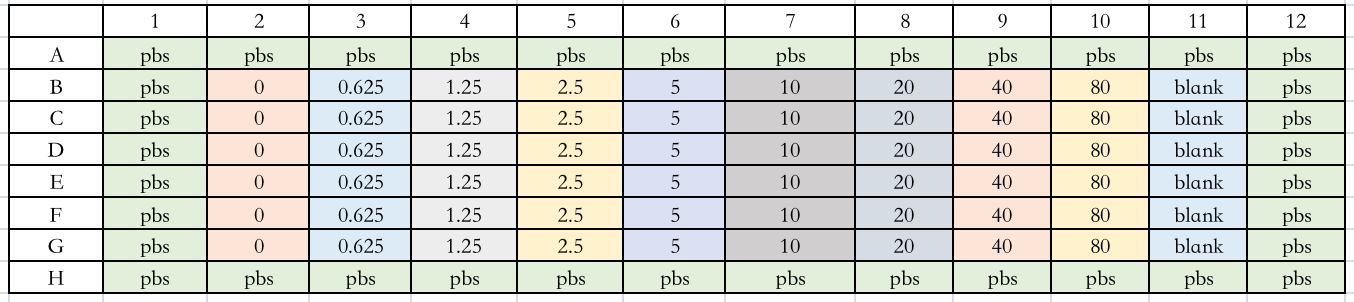 1 2 3 4 5 6 7 8 9 10 11 12
A pbs pbs pbs pbs pbs pbs pbs pbs pbs pbs pbs pbs
B pbs 0 0.625 1.25 2.5 5 10 20 40 80 blank pbs
C pbs 0 0.625 1.25 2.5 5 10 20 40 80 blank pbs
D pbs 0 0.625 1.25 2.5 5 10 20 40 80 blank pbs
E pbs 0 0.625 1.25 2.5 5 10 20 40 80 blank pbs
F pbs 0 0.625 1.25 2.5 5 10 20 40 80 blank pbs
G pbs 0 0.625 1.25 2.5 5 10 20 40 80 blank pbs
H pbs pbs pbs pbs pbs pbs pbs pbs pbs pbs pbs pbs